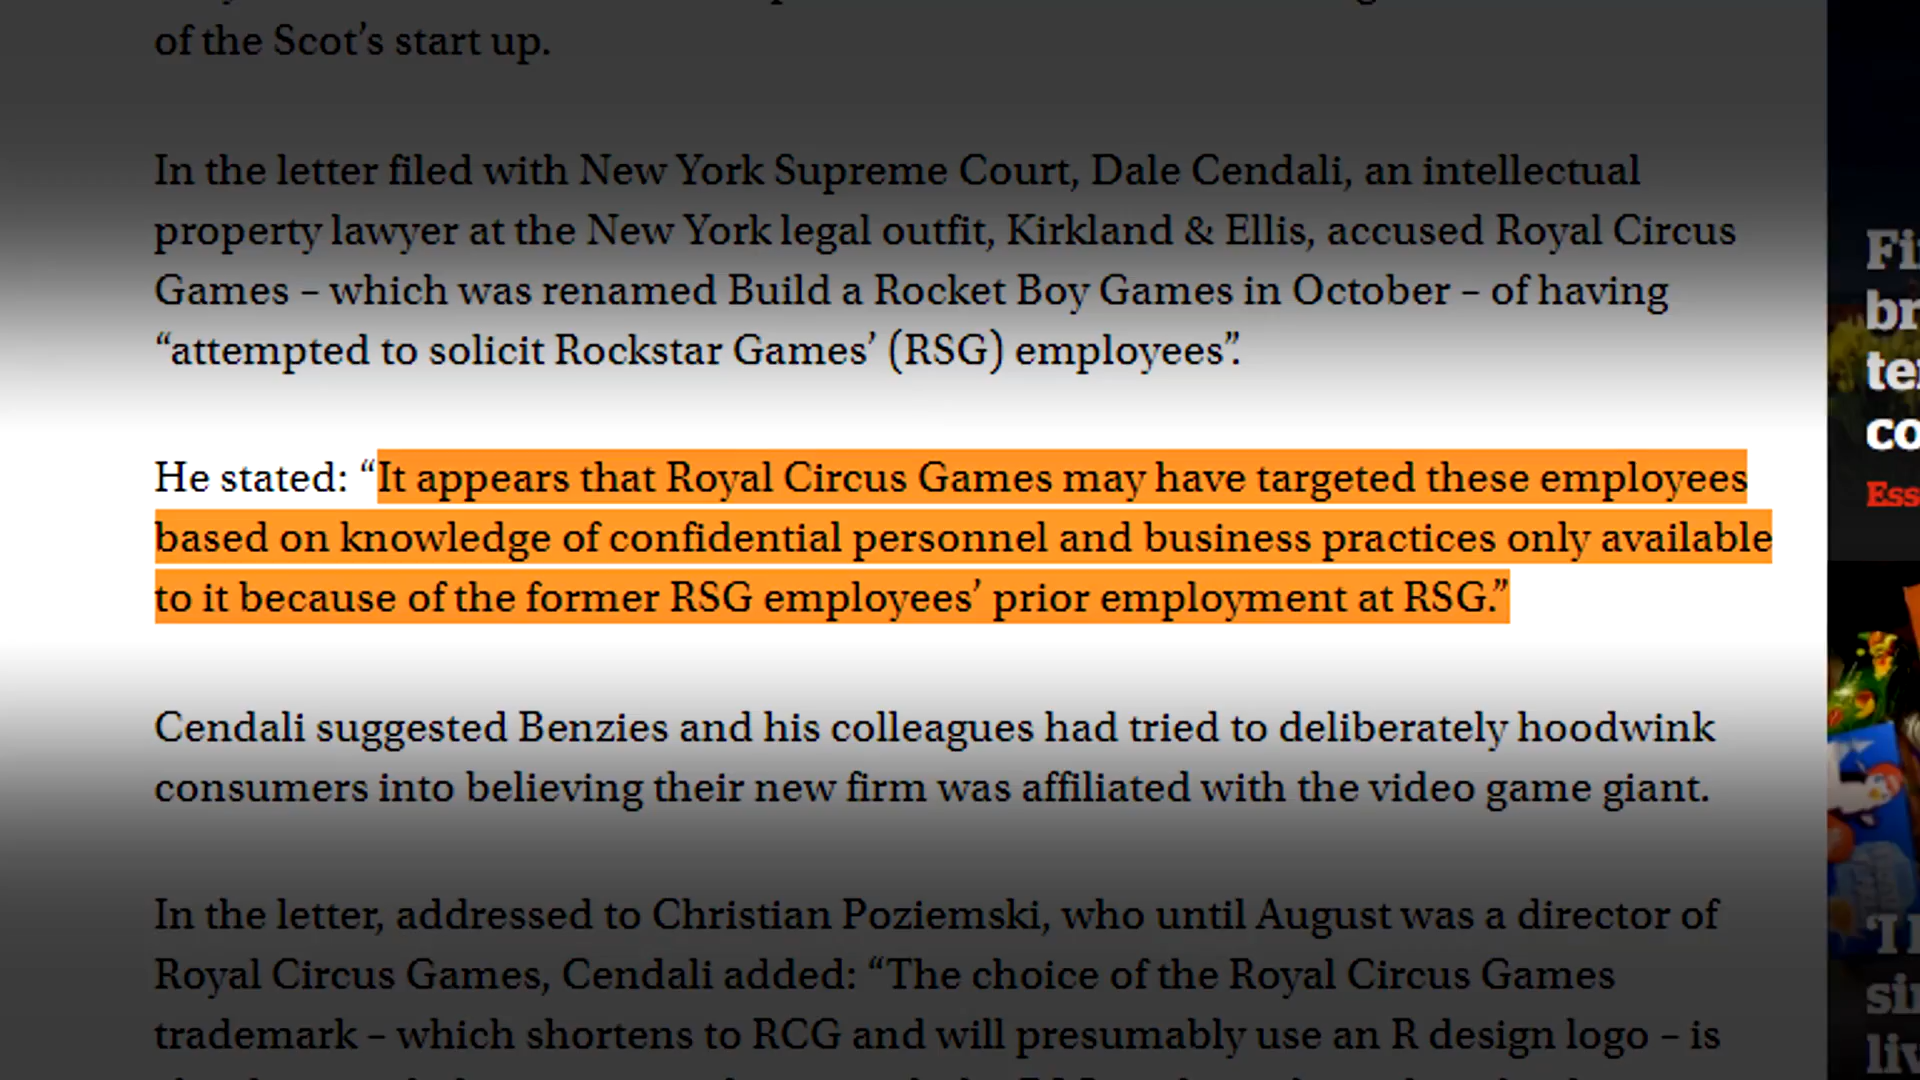 of the Scot’s start up.
In the letter filed with New York Supreme Court, Dale Cendali, an intellectual
property lawyer at the New York legal outfit, Kirkland & Ellis, accused Royal Circus
Games – which was renamed Build a Rocket Boy Games in October – of having
“attempted to solicit Rockstar Games’ (RSG) employees”.
He stated: “It appears that Royal Circus Games may have targeted these employees
based on knowledge of confidential personnel and business practices only available
to it because of the former RSG employees’ prior employment at RSG.”
Cendali suggested Benzies and his colleagues had tried to deliberately hoodwink
consumers into believing their new firm was affiliated with the video game giant.
In the letter, addressed to Christian Poziemski, who until August was a director of
Royal Circus Games, Cendali added: “The choice of the Royal Circus Games
trademark – which shortens to RCG and will presumably use an R design logo – is